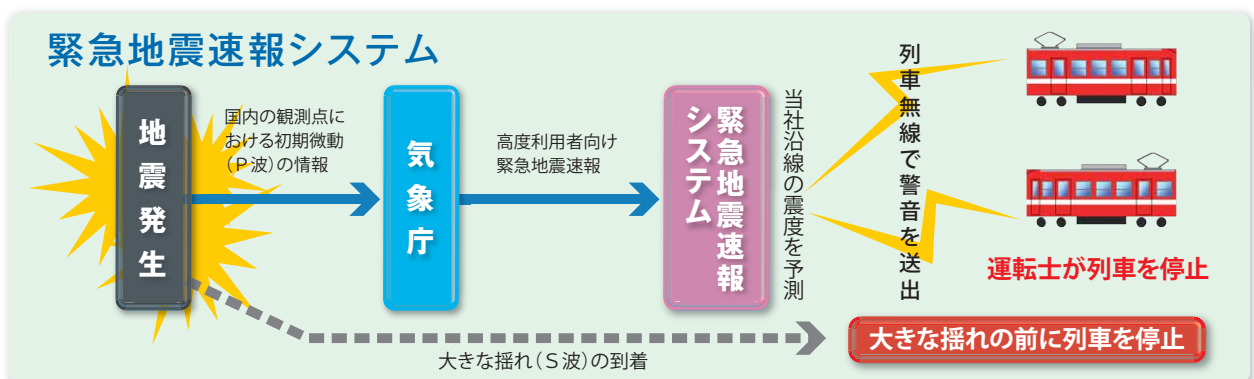 緊急地震速報システム
地震発生
国内の観測点に
おける初期微動
(P波)の情報
気象庁
高度利用者向け
緊急地震速報
緊急地震速報
システム
当社沿線の震度を予測
列車無線で警音を送出
運転士が列車を停止
大きな揺れ(S波)の到着
大きな揺れの前に列車を停止